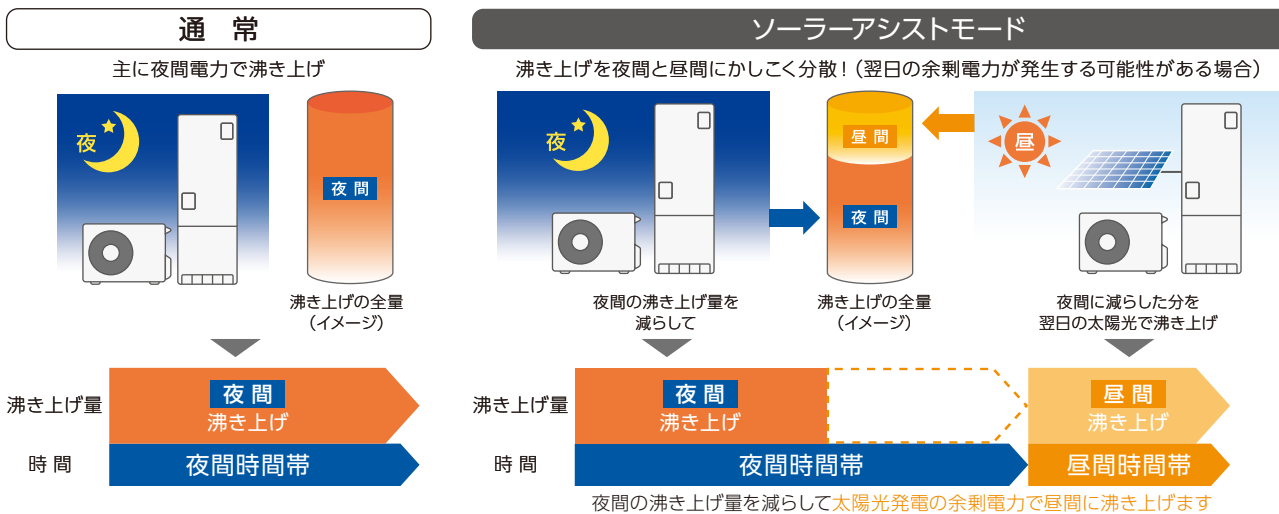 通常
主に夜間電力で沸き上げ
夜
夜間
沸き上げの全量
(イメージ)
沸き上げ量
夜間
沸き上げ
時間
夜間時間帯
ソーラーアシストモード
沸き上げを夜間と昼間にかしこく分散!(翌日の余剰電力が発生する可能性がある場合)
夜
昼間
夜間
昼
夜間の沸き上げ量を
減らして
沸き上げの全量
(イメージ)
夜間に減らした分を
翌日の太陽光で沸き上げ
沸き上げ量
夜間
沸き上げ
昼間
沸き上げ
時間
夜間時間帯
昼間時間帯
夜間の沸き上げ量を減らして太陽光発電の余剰電力で昼間に沸き上げます